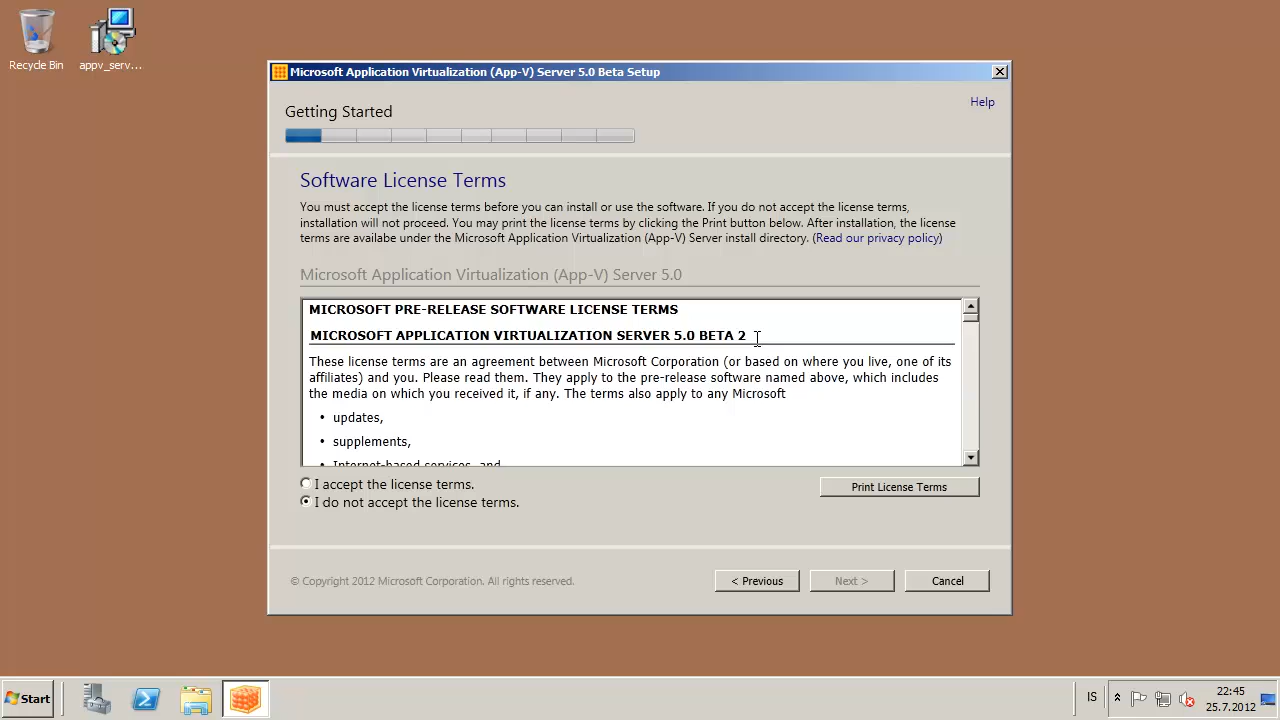 Recycle Bin
appv_serv...
Microsoft Application Virtualization (App-V) Server 5.0 Beta Setup
Getting Started
Help
Software License Terms
You must accept the license terms before you can install or use the software. If you do not accept the license terms,
installation will not proceed. You may print the license terms by clicking the Print button below. After installation, the license
terms are availabe under the Microsoft Application Virtualization (App-V) Server install directory. (Read our privacy policy)
Microsoft Application Virtualization (App-V) Server 5.0
MICROSOFT PRE-RELEASE SOFTWARE LICENSE TERMS
MICROSOFT APPLICATION VIRTUALIZATION SERVER 5.0 BETA 2
These license terms are an agreement between Microsoft Corporation (or based on where you live, one of its
affiliates) and you. Please read them. They apply to the pre-release software named above, which includes
the media on which you received it, if any. The terms also apply to any Microsoft
• updates,
• supplements,
• Internet-based services, and
I accept the license terms.
Print License Terms
I do not accept the license terms.
© Copyright 2012 Microsoft Corporation. All rights reserved.
< Previous
Next >
Cancel
Start
IS
22:45
25.7.2012